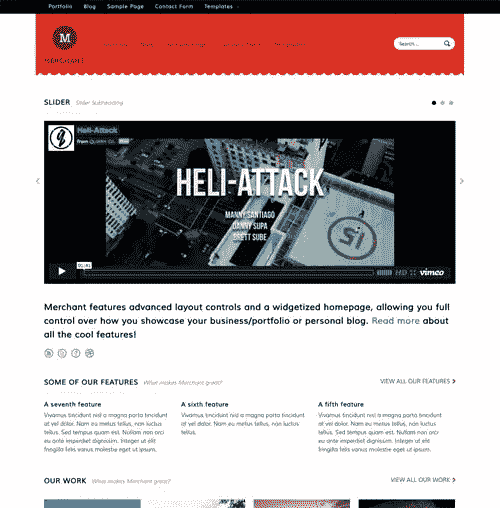 Portfolio Blog Sample Page Contact Form Templates
M
MERCHANT
Search...
SLIDER Slider Subheading
Heli-Attack
from
HELI-ATTACK
MANNY SANTIAGO
DANNY SUPA
BRETT SUBE
HD vimeo
Merchant features advanced layout controls and a widgetized homepage, allowing you full
control over how you showcase your business/portfolio or personal blog. Read more about
all the cool features!
SOME OF OUR FEATURES What makes Merchant great?
VIEW ALL OUR FEATURES
A seventh feature
Vivamus tincidunt nisl a magna porta tincidunt
at vel dolor. Nam eu metus tellus, non luctus
tellus. Sed tempus quam est. Nullam non orci
eu ante imperdiet dignissim. Integer ut elit
fringilla felis varius molestie eget ut ipsum.
A sixth feature
Vivamus tincidunt nisl a magna porta tincidunt
at vel dolor. Nam eu metus tellus, non luctus
tellus.
A fifth feature
Vivamus tincidunt nisl a magna porta tincidunt
at vel dolor. Nam eu metus tellus, non luctus
tellus. Sed tempus quam est. Nullam non orci
eu ante imperdiet dignissim. Integer ut elit
fringilla felis varius molestie eget ut ipsum.
OUR WORK What makes Merchant great?
VIEW ALL OUR WORK